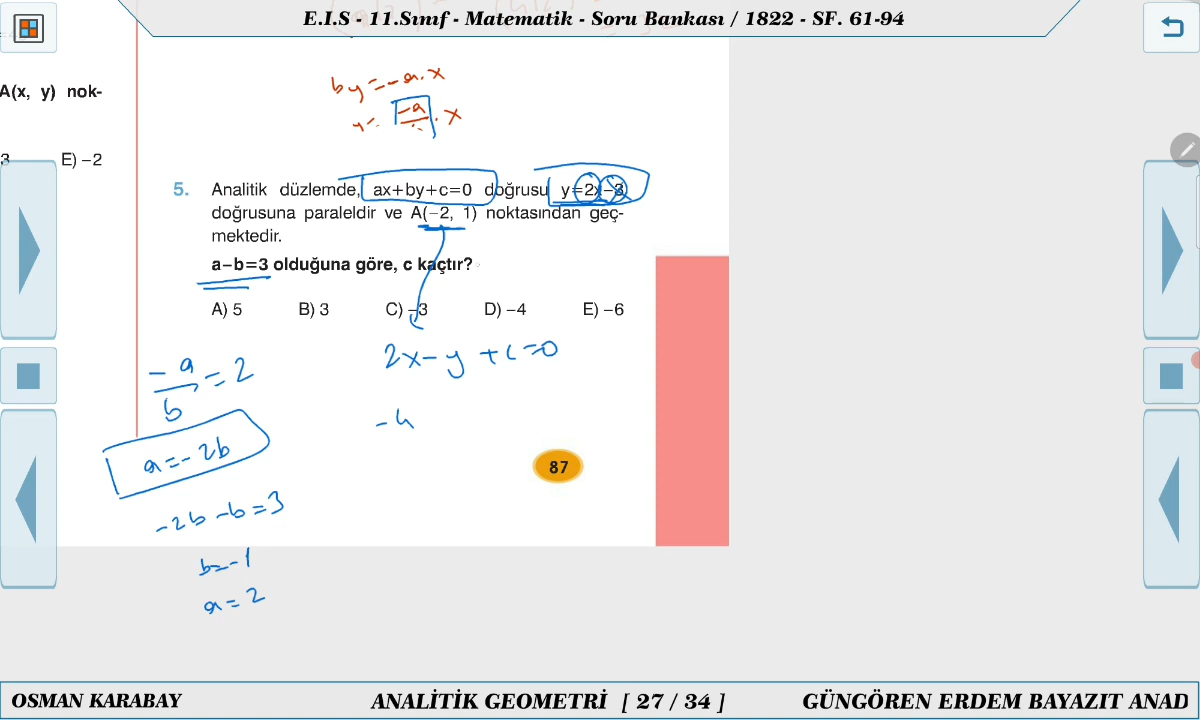 E.I.S - 11.Sınıf - Matematik - Soru Bankası / 1822 - SF. 61-94
A(x, y) nok-
3 E) –2
by = -a.x
-a . x
5. Analitik düzlemde, ax+by+c=0 doğrusu y=2x–3
doğrusuna paraleldir ve A(–2, 1) noktasından geç-
mektedir.
a–b=3 olduğuna göre, c kaçtır?
A) 5 B) 3 C) –3 D) –4 E) –6
-a/b = 2
a=-2b
-2b-b=3
b=-1
a=2
2x-y+c=0
-4
87
OSMAN KARABAY ANALİTİK GEOMETRİ [ 27 / 34 ] GÜNGÖREN ERDEM BAYAZIT ANAD